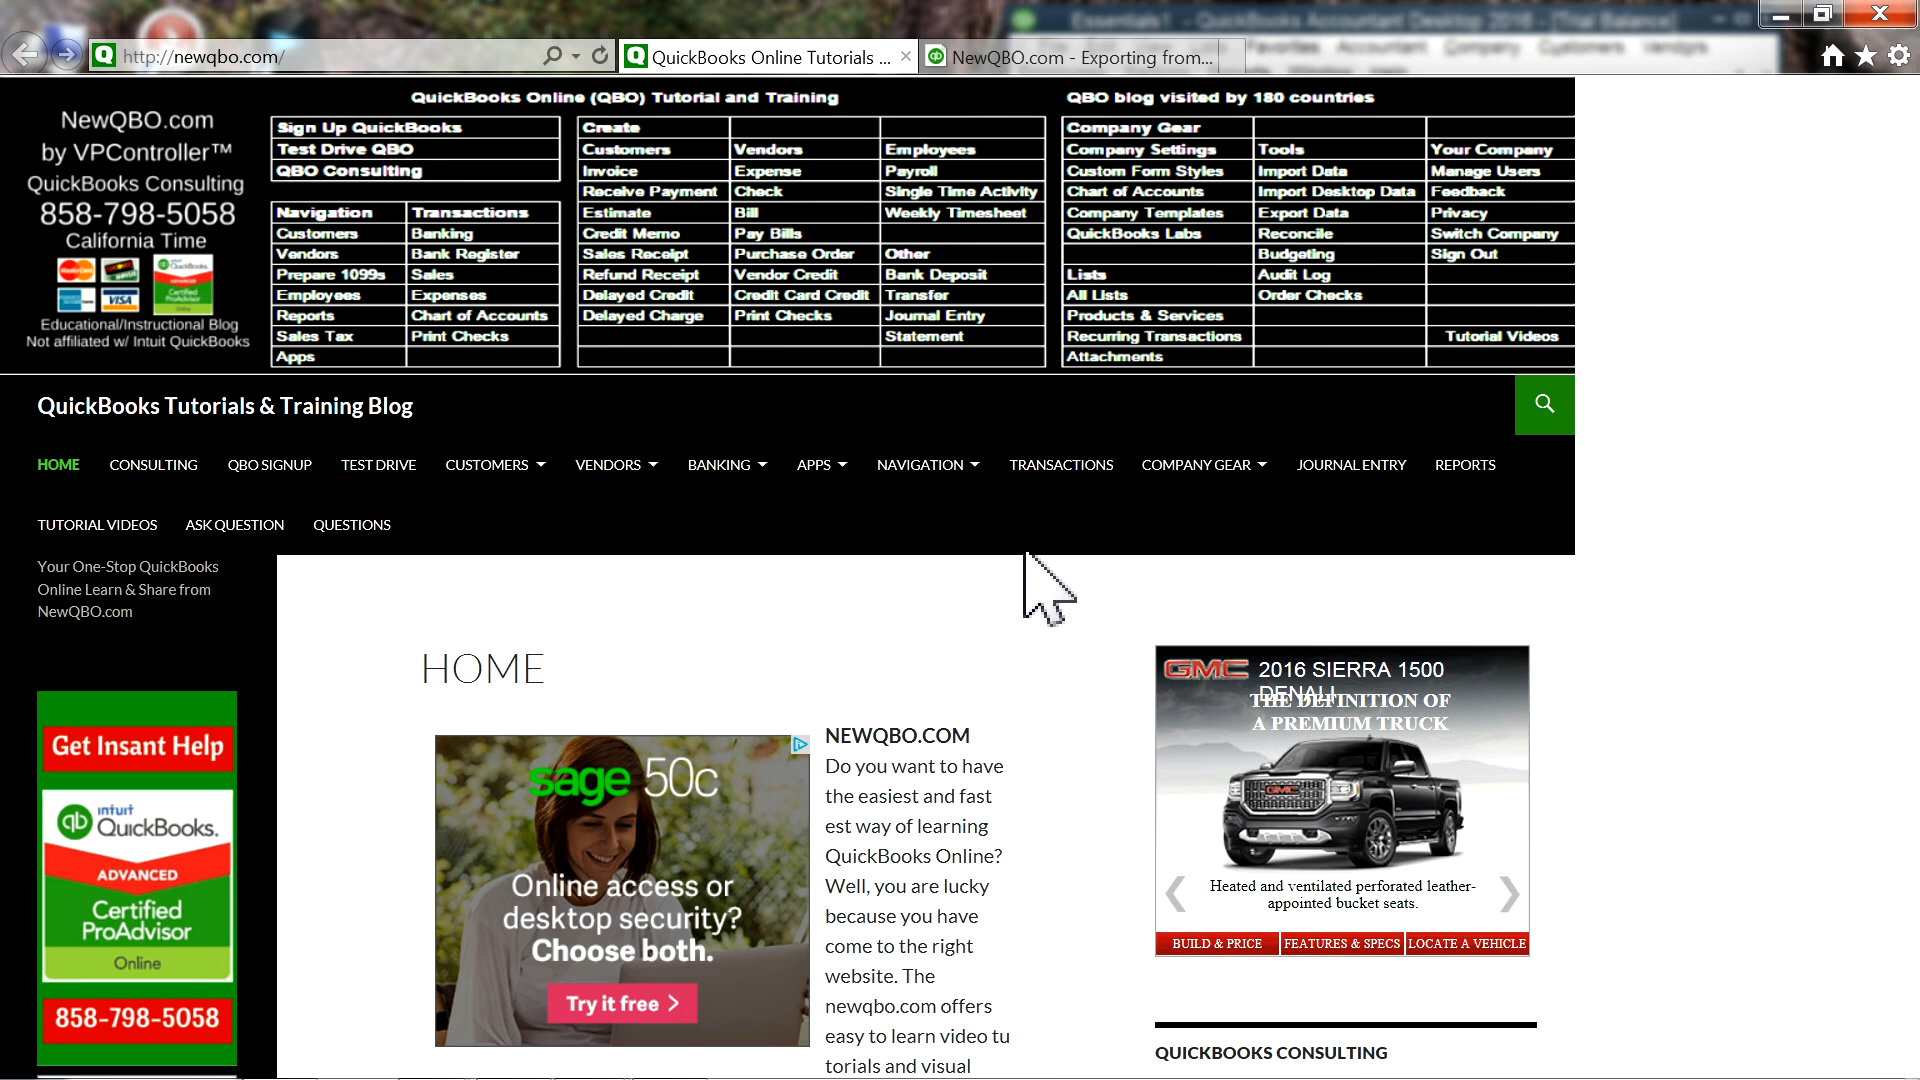 Essentials1 - QuickBooks Accountant Desktop 2016 - [Trial Balance]
http://newqbo.com/
QuickBooks Online Tutorials ...
NewQBO.com - Exporting from...
Favorites Accountant Company Customers Vendors
NewQBO.com
by VPController™
QuickBooks Consulting
858-798-5058
California Time
VISA
Educational/Instructional Blog
Not affiliated w/ Intuit QuickBooks
QuickBooks Online (QBO) Tutorial and Training
QBO blog visited by 180 countries
Sign Up QuickBooks
Test Drive QBO
QBO Consulting
Navigation Transactions
Customers Banking
Vendors Bank Register
Prepare 1099s Sales
Employees Expenses
Reports Chart of Accounts
Sales Tax Print Checks
Apps
Create
Customers Vendors Employees
Invoice Expense Payroll
Receive Payment Check Single Time Activity
Estimate Bill Weekly Timesheet
Credit Memo Pay Bills
Sales Receipt Purchase Order Other
Refund Receipt Vendor Credit Bank Deposit
Delayed Credit Credit Card Credit Transfer
Delayed Charge Print Checks Journal Entry
Statement
Company Gear
Company Settings Tools Your Company
Custom Form Styles Import Data Manage Users
Chart of Accounts Import Desktop Data Feedback
Company Templates Export Data Privacy
QuickBooks Labs Reconcile Switch Company
Budgeting Sign Out
Lists Audit Log
All Lists Order Checks
Products & Services
Recurring Transactions Tutorial Videos
Attachments
QuickBooks Tutorials & Training Blog
HOME CONSULTING QBO SIGNUP TEST DRIVE CUSTOMERS VENDORS BANKING APPS NAVIGATION TRANSACTIONS COMPANY GEAR JOURNAL ENTRY REPORTS
TUTORIAL VIDEOS ASK QUESTION QUESTIONS
Your One-Stop QuickBooks
Online Learn & Share from
NewQBO.com
Get Insant Help
qb intuit
QuickBooks.
ADVANCED
Certified
ProAdvisor
Online
858-798-5058
HOME
sage 50c
Online access or
desktop security?
Choose both.
Try it free >
NEWQBO.COM
Do you want to have
the easiest and fast
est way of learning
QuickBooks Online?
Well, you are lucky
because you have
come to the right
website. The
newqbo.com offers
easy to learn video tu
torials and visual
GMC 2016 SIERRA 1500
DENALI
THE DEFINITION OF
A PREMIUM TRUCK
GMC
Heated and ventilated perforated leather-
appointed bucket seats.
BUILD & PRICE FEATURES & SPECS LOCATE A VEHICLE
QUICKBOOKS CONSULTING